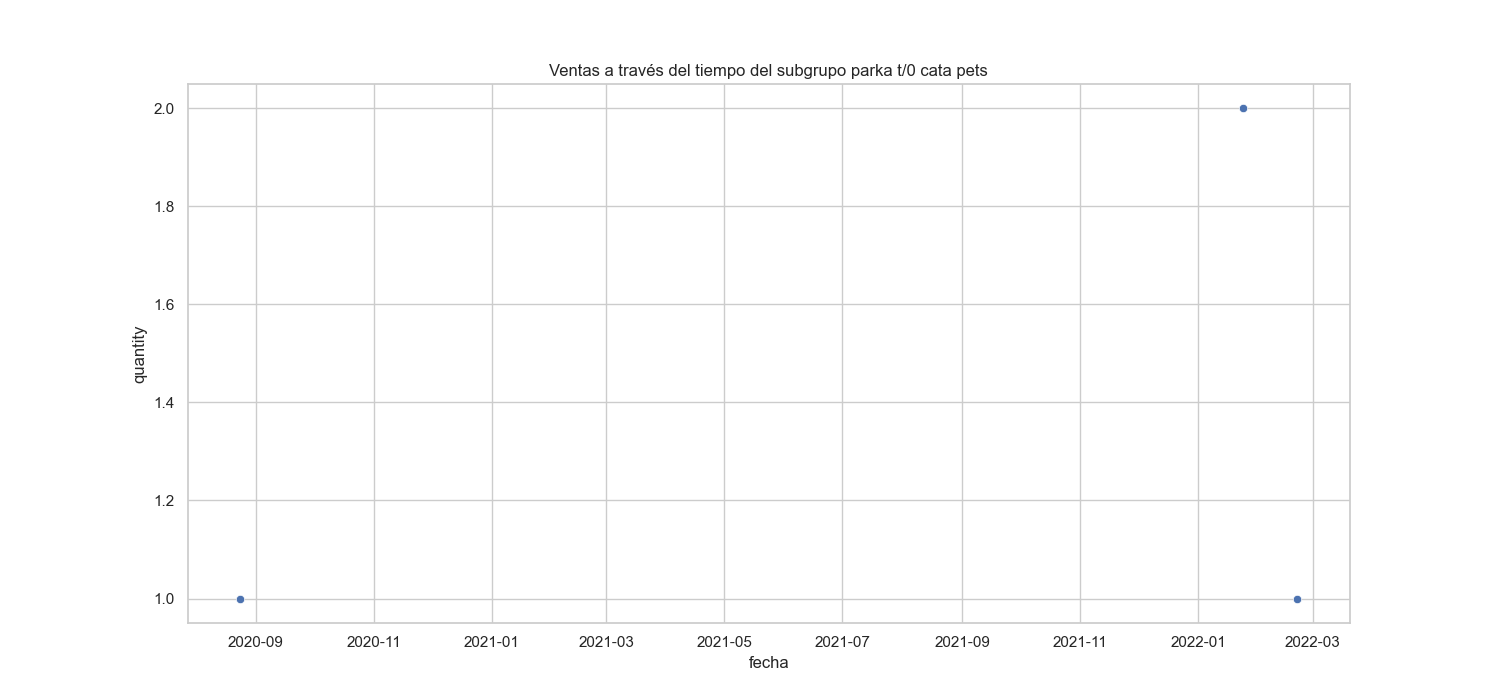 Ventas a través del tiempo del subgrupo parka t/0 cata pets
2.0
1.8
1.6
1.4
1.2
1.0
quantity
2020-09 2020-11 2021-01 2021-03 2021-05 2021-07 2021-09 2021-11 2022-01 2022-03
fecha